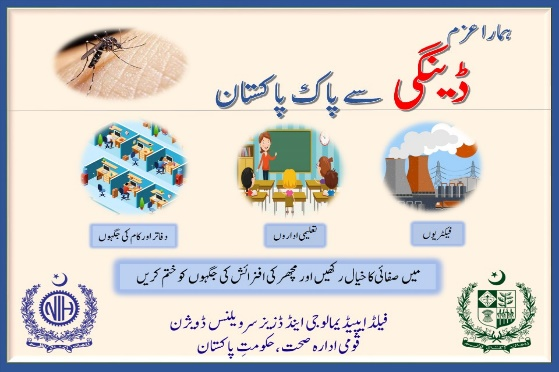 ہمارا عزم
ڈینگی سے پاک پاکستان
فیکٹریوں
تعلیمی اداروں
دفاتر اور کام کی جگہوں
میں صفائی کا خیال رکھیں اور مچھر کی افزائش کی جگہوں کو ختم کریں
فیلڈ ایپیڈیمالوجی اینڈ ڈزیز سرویلنس ڈویژن
قومی ادارہ صحت، حکومتِ پاکستان
NIH